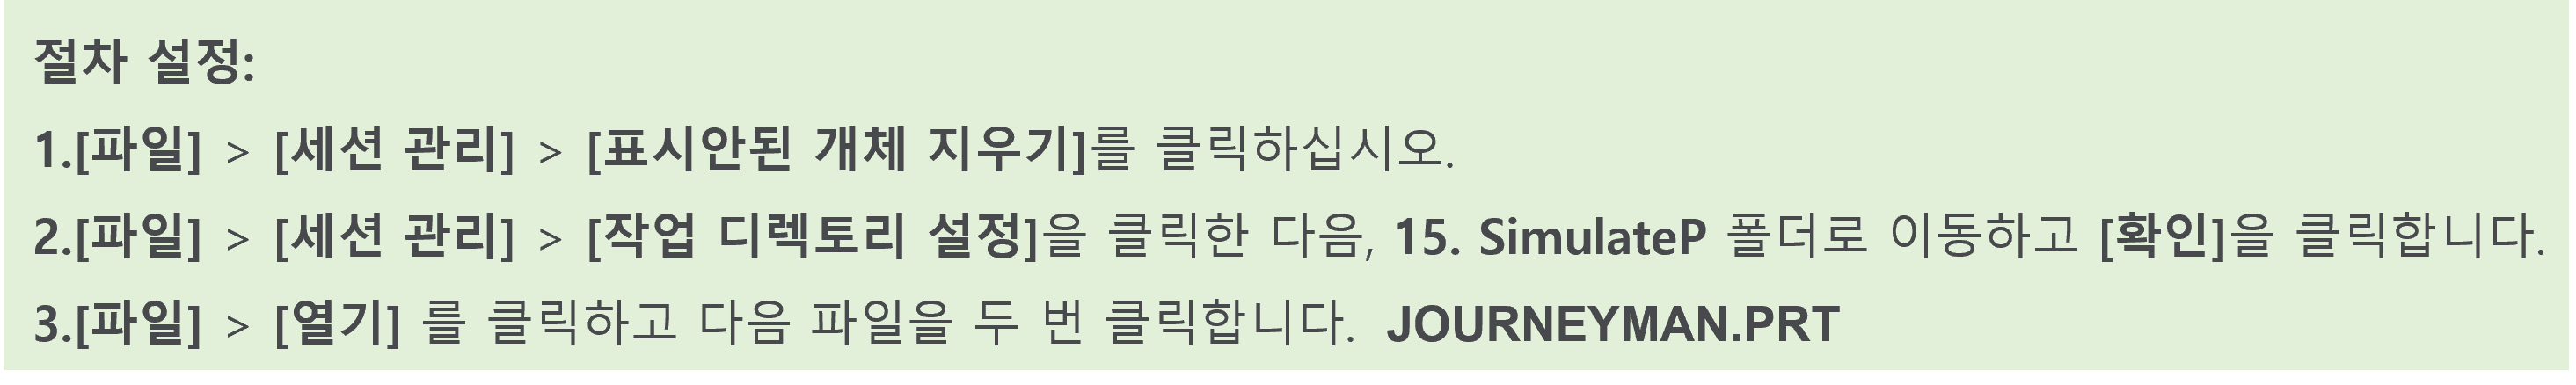 절차 설정:
1.[파일] > [세션 관리] > [표시안된 개체 지우기]를 클릭하십시오.
2.[파일] > [세션 관리] > [작업 디렉토리 설정]을 클릭한 다음, 15. SimulateP 폴더로 이동하고 [확인]을 클릭합니다.
3.[파일] > [열기] 를 클릭하고 다음 파일을 두 번 클릭합니다. JOURNEYMAN.PRT